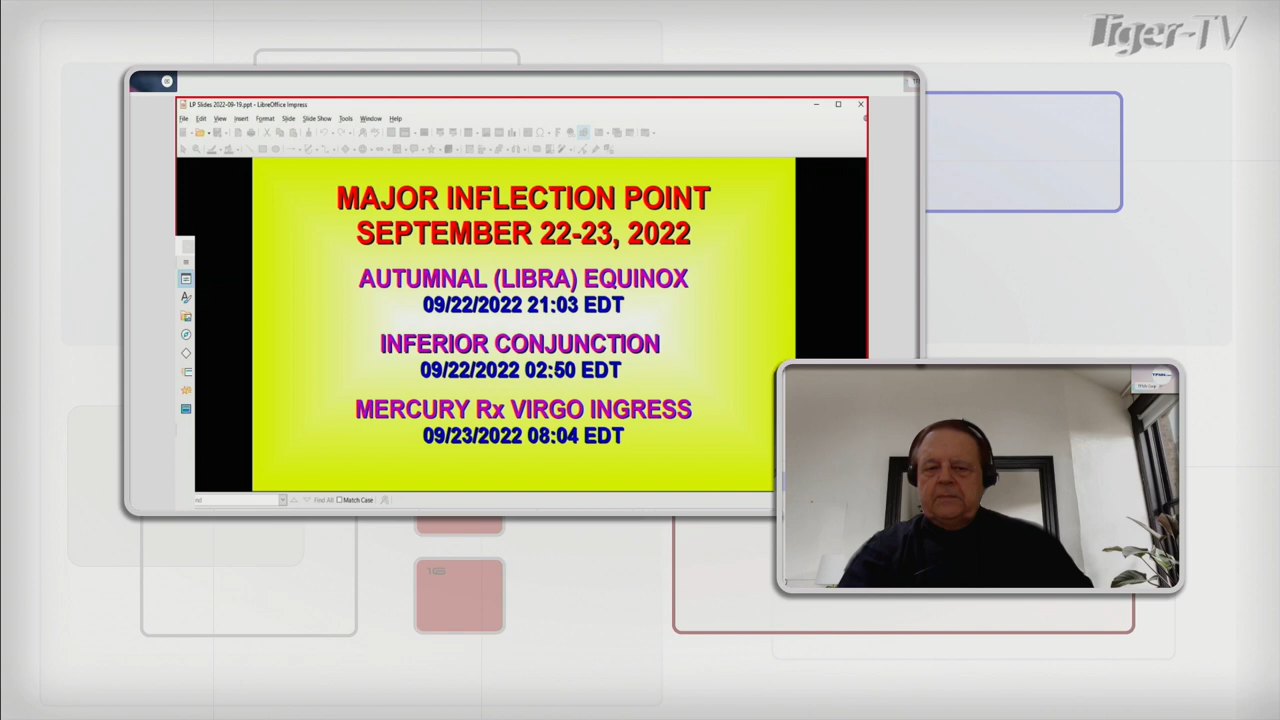 Tiger-TV
LP Slides 2022-09-19.ppt - LibreOffice Impress
File Edit View Insert Format Slide Slide Show Tools Window Help
MAJOR INFLECTION POINT
SEPTEMBER 22-23, 2022
AUTUMNAL (LIBRA) EQUINOX
09/22/2022 21:03 EDT
INFERIOR CONJUNCTION
09/22/2022 02:50 EDT
MERCURY Rx VIRGO INGRESS
09/23/2022 08:04 EDT
Find All Match Case